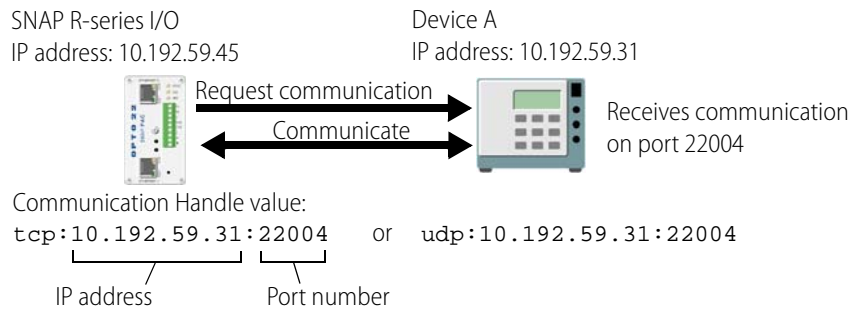 SNAP R-series I/O
IP address: 10.192.59.45
Device A
IP address: 10.192.59.31
Request communication
Communicate
Receives communication
on port 22004
OPTO 22
Communication Handle value:
tcp:10.192.59.31:22004 or udp:10.192.59.31:22004
IP address Port number